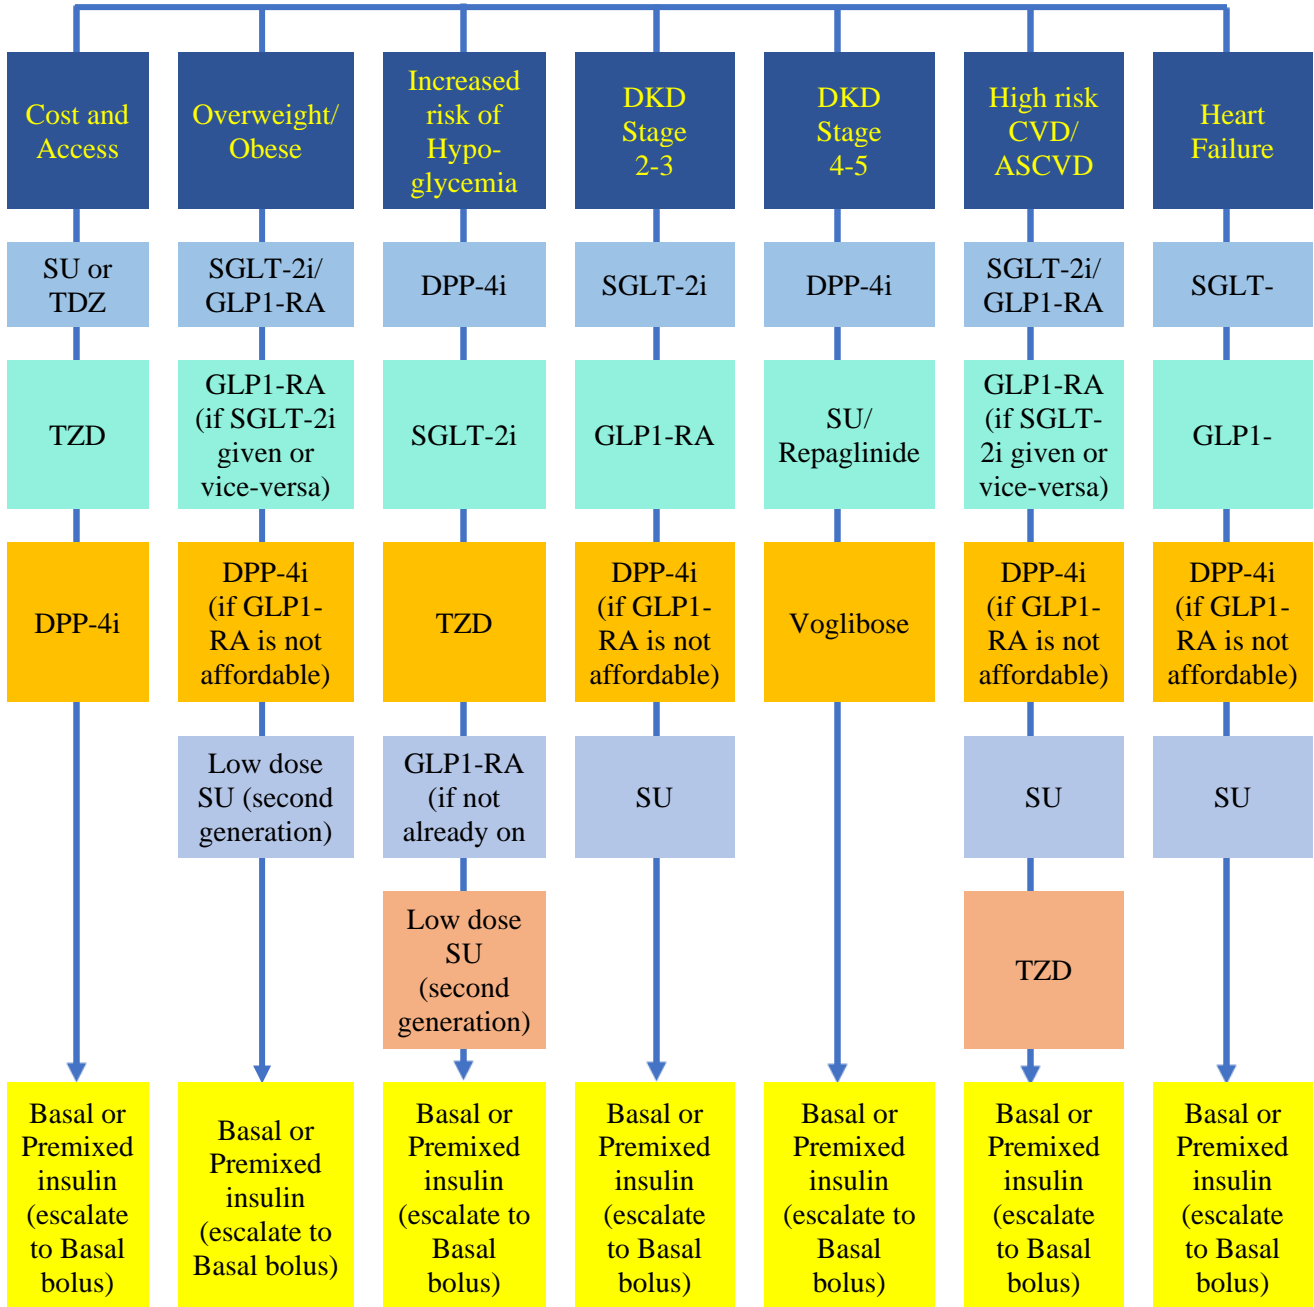 Cost and
Access
Overweight/
Obese
Increased
risk of
Hypo-
glycemia
DKD
Stage
2-3
DKD
Stage
4-5
High risk
CVD/
ASCVD
Heart
Failure
SU or
TDZ
SGLT-2i/
GLP1-RA
DPP-4i
SGLT-2i
DPP-4i
SGLT-2i/
GLP1-RA
SGLT-
TZD
GLP1-RA
(if SGLT-2i
given or
vice-versa)
SGLT-2i
GLP1-RA
SU/
Repaglinide
GLP1-RA
(if SGLT-
2i given or
vice-versa)
GLP1-
DPP-4i
DPP-4i
(if GLP1-
RA is not
affordable)
TZD
DPP-4i
(if GLP1-
RA is not
affordable)
Voglibose
DPP-4i
(if GLP1-
RA is not
affordable)
DPP-4i
(if GLP1-
RA is not
affordable)
Low dose
SU (second
generation)
GLP1-RA
(if not
already on
SU
SU
SU
Low dose
SU
(second
generation)
TZD
Basal or
Premixed
insulin
(escalate
to Basal
bolus)
Basal or
Premixed
insulin
(escalate to
Basal bolus)
Basal or
Premixed
insulin
(escalate to
Basal
bolus)
Basal or
Premixed
insulin
(escalate
to Basal
bolus)
Basal or
Premixed
insulin
(escalate to
Basal
bolus)
Basal or
Premixed
insulin
(escalate
to Basal
bolus)
Basal or
Premixed
insulin
(escalate
to Basal
bolus)